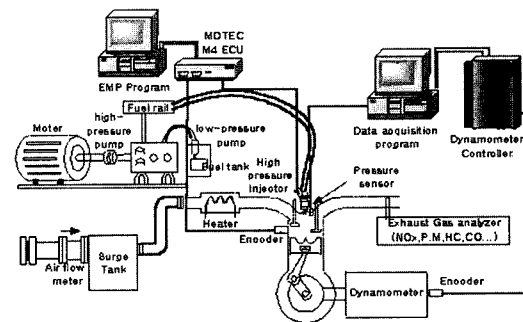 MDTEC
M4 ECU
EMP Program
Fuel rail
high-
pressure
pump
Moter
low-pressure
pump
Fuel tank
High
pressure
Injector
Pressure
sensor
Data acquisition
program
Dynamometer
Controller
Heater
Enooder
Exhaust Gas analyzer
(NOx,P.M,HC,CO...)
Air flow
meter
Surge
Tank
Dynamometer
Encoder